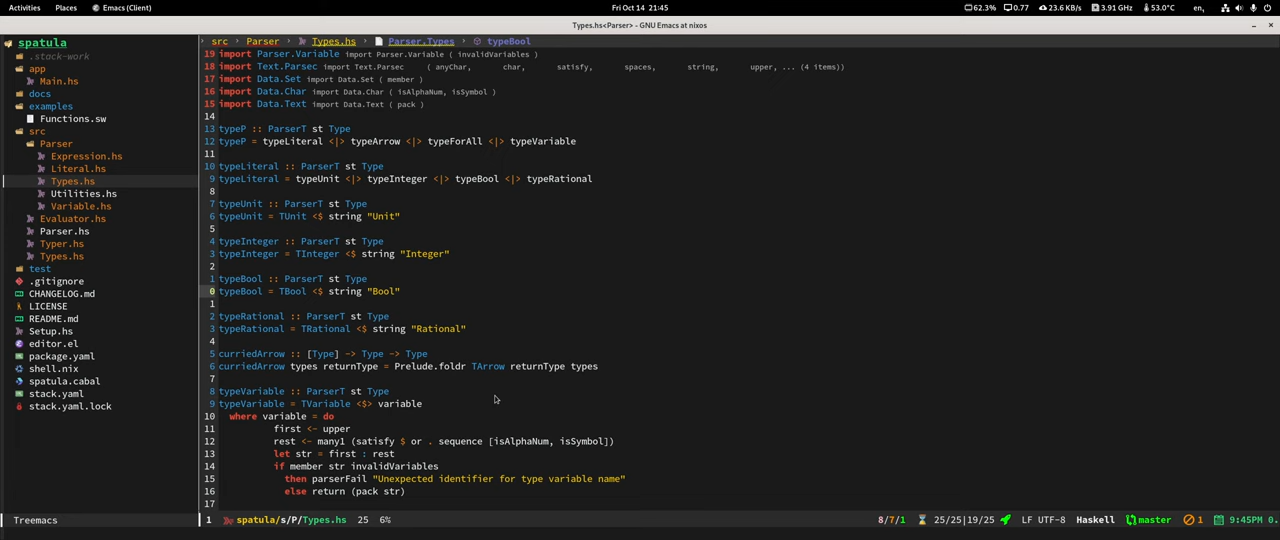 Activities Places Emacs (Client) Fri Oct 14 21:45 62.3% 0.77 23.6 KB/s 3.91 GHz 53.0°C en,
Types.hs<Parser> - GNU Emacs at nixos
spatula
.stack-work
app
Main.hs
docs
examples
Functions.sw
src
Parser
Expression.hs
Literal.hs
Types.hs
Utilities.hs
Variable.hs
Evaluator.hs
Parser.hs
Typer.hs
Types.hs
test
.gitignore
CHANGELOG.md
LICENSE
README.md
Setup.hs
editor.el
package.yaml
shell.nix
spatula.cabal
stack.yaml
stack.yaml.lock
Treemacs
src › Parser › Types.hs › Parser.Types › typeBool
19 import Parser.Variable import Parser.Variable ( invalidVariables )
18 import Text.Parsec import Text.Parsec ( anyChar, char, satisfy, spaces, string, upper, ... (4 items))
17 import Data.Set import Data.Set ( member )
16 import Data.Char import Data.Char ( isAlphaNum, isSymbol )
15 import Data.Text import Data.Text ( pack )
14
13 typeP :: ParserT st Type
12 typeP = typeLiteral <|> typeArrow <|> typeForAll <|> typeVariable
11
10 typeLiteral :: ParserT st Type
9 typeLiteral = typeUnit <|> typeInteger <|> typeBool <|> typeRational
8
7 typeUnit :: ParserT st Type
6 typeUnit = TUnit <$ string "Unit"
5
4 typeInteger :: ParserT st Type
3 typeInteger = TInteger <$ string "Integer"
2
1 typeBool :: ParserT st Type
0 typeBool = TBool <$ string "Bool"
1
2 typeRational :: ParserT st Type
3 typeRational = TRational <$ string "Rational"
4
5 curriedArrow :: [Type] -> Type -> Type
6 curriedArrow types returnType = Prelude.foldr TArrow returnType types
7
8 typeVariable :: ParserT st Type
9 typeVariable = TVariable <$> variable
10 where variable = do
11 first <- upper
12 rest <- many1 (satisfy $ or . sequence [isAlphaNum, isSymbol])
13 let str = first : rest
14 if member str invalidVariables
15 then parserFail "Unexpected identifier for type variable name"
16 else return (pack str)
17
1 spatula/s/P/Types.hs 25 6% 8/7/1 25/25|19/25 LF UTF-8 Haskell master 1 9:45PM 0.